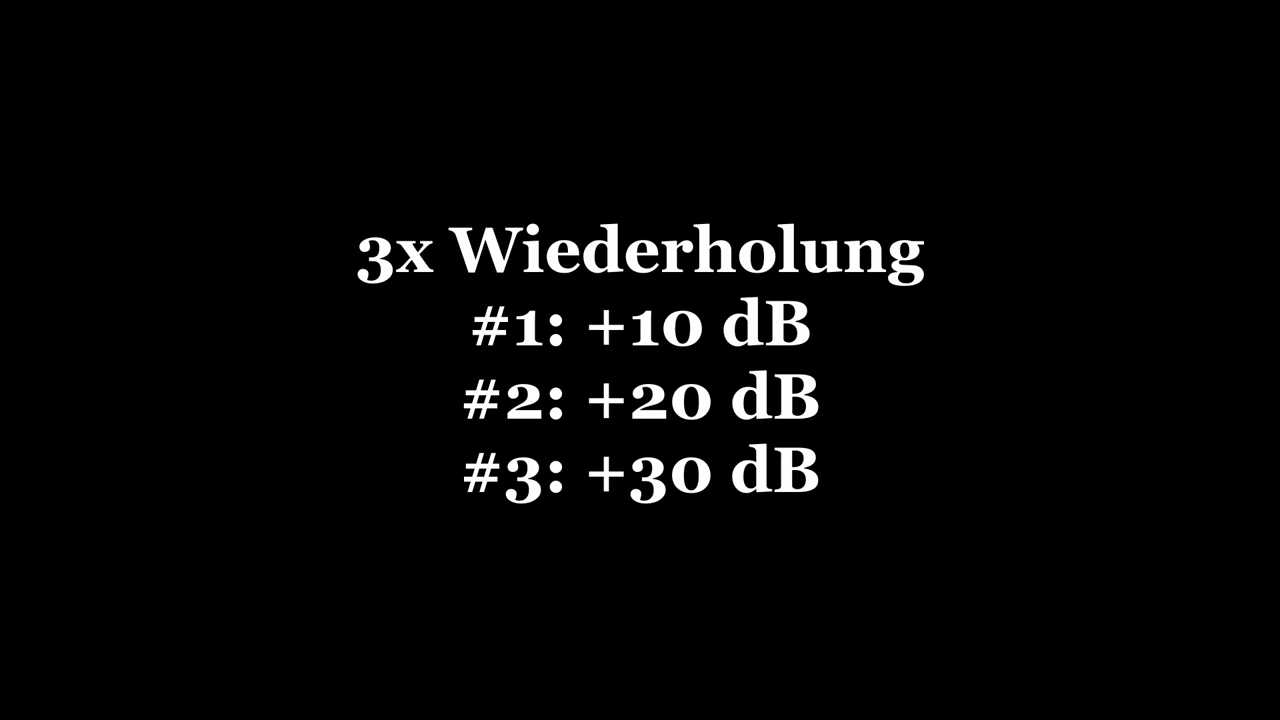 3x Wiederholung
#1: +10 dB
#2: +20 dB
#3: +30 dB